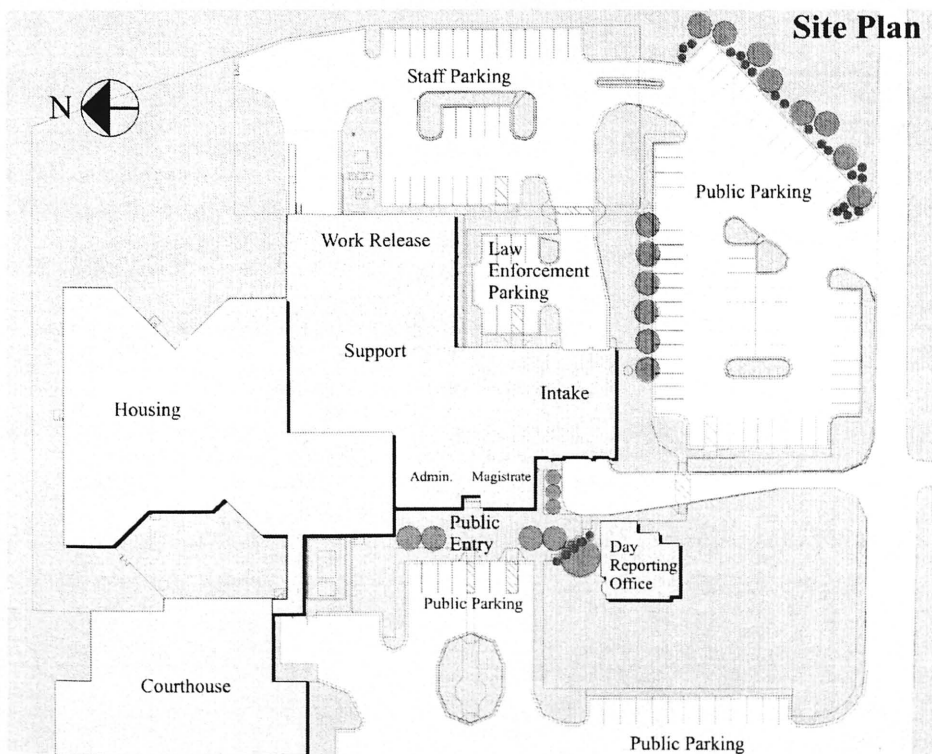 Site Plan
Staff Parking
N
Public Parking
Work Release
Law
Enforcement
Parking
Support
Intake
Housing
Admin.
Magistrate
Public
Entry
Day
Reporting
Office
Public Parking
Courthouse
Public Parking